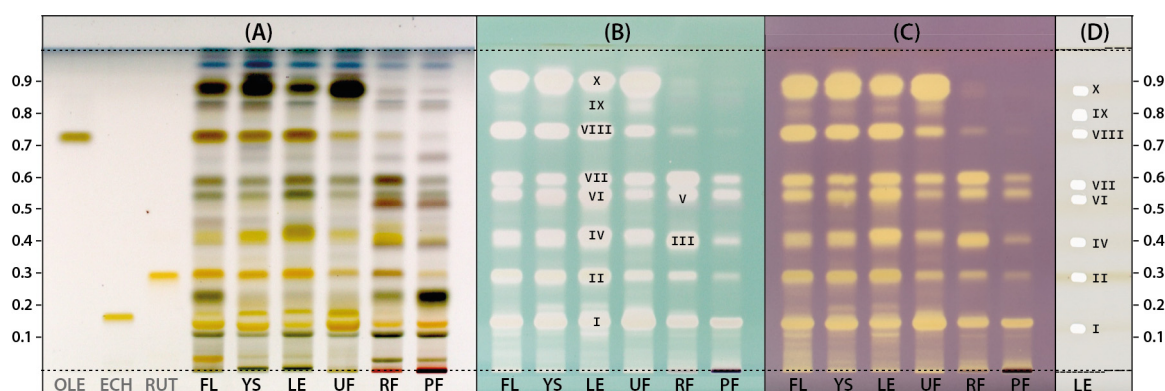 (A) (B) (C) (D)
0.9
0.8
0.7
0.6
0.5
0.4
0.3
0.2
0.1
OLE ECH RUT FL YS LE UF RF PF
X
IX
VIII
VII
VI
V
IV
III
II
I
FL YS LE UF RF PF
FL YS LE UF RF PF
X
IX
VIII
VII
VI
IV
II
I
LE
0.9
0.8
0.7
0.6
0.5
0.4
0.3
0.2
0.1